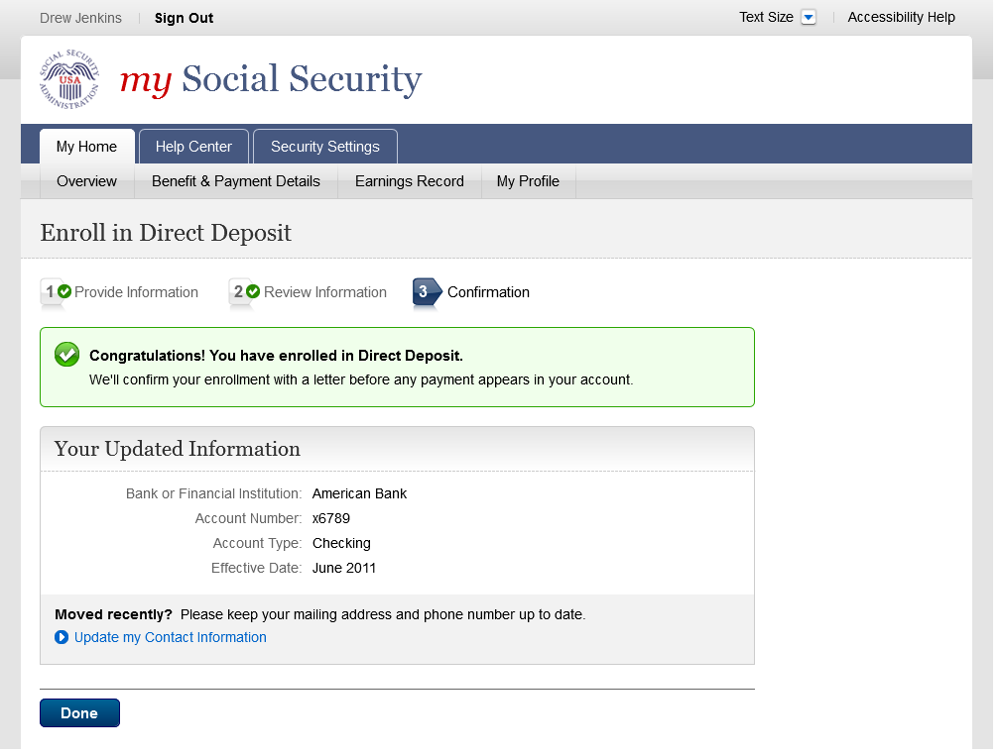 Drew Jenkins Sign Out Text Size Accessibility Help
SOCIAL SECURITY ADMINISTRATION
USA
my Social Security
My Home Help Center Security Settings
Overview Benefit & Payment Details Earnings Record My Profile
Enroll in Direct Deposit
1 Provide Information 2 Review Information 3 Confirmation
Congratulations! You have enrolled in Direct Deposit.
We'll confirm your enrollment with a letter before any payment appears in your account.
Your Updated Information
Bank or Financial Institution: American Bank
Account Number: x6789
Account Type: Checking
Effective Date: June 2011
Moved recently? Please keep your mailing address and phone number up to date.
Update my Contact Information
Done